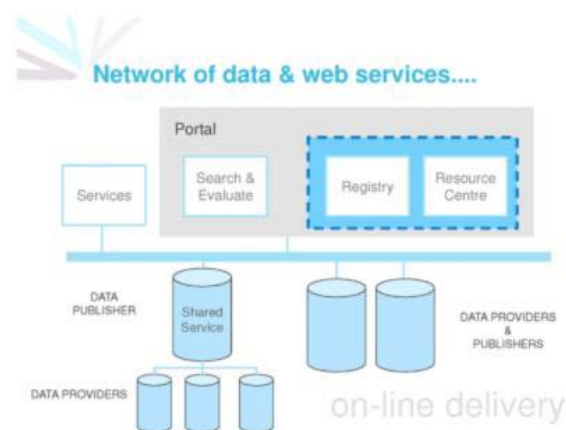 Network of data & web services....
Portal
Services
Search &
Evaluate
Registry
Resource
Centre
DATA
PUBLISHER
Shared
Service
DATA PROVIDERS
&
PUBLISHERS
DATA PROVIDERS
on-line delivery